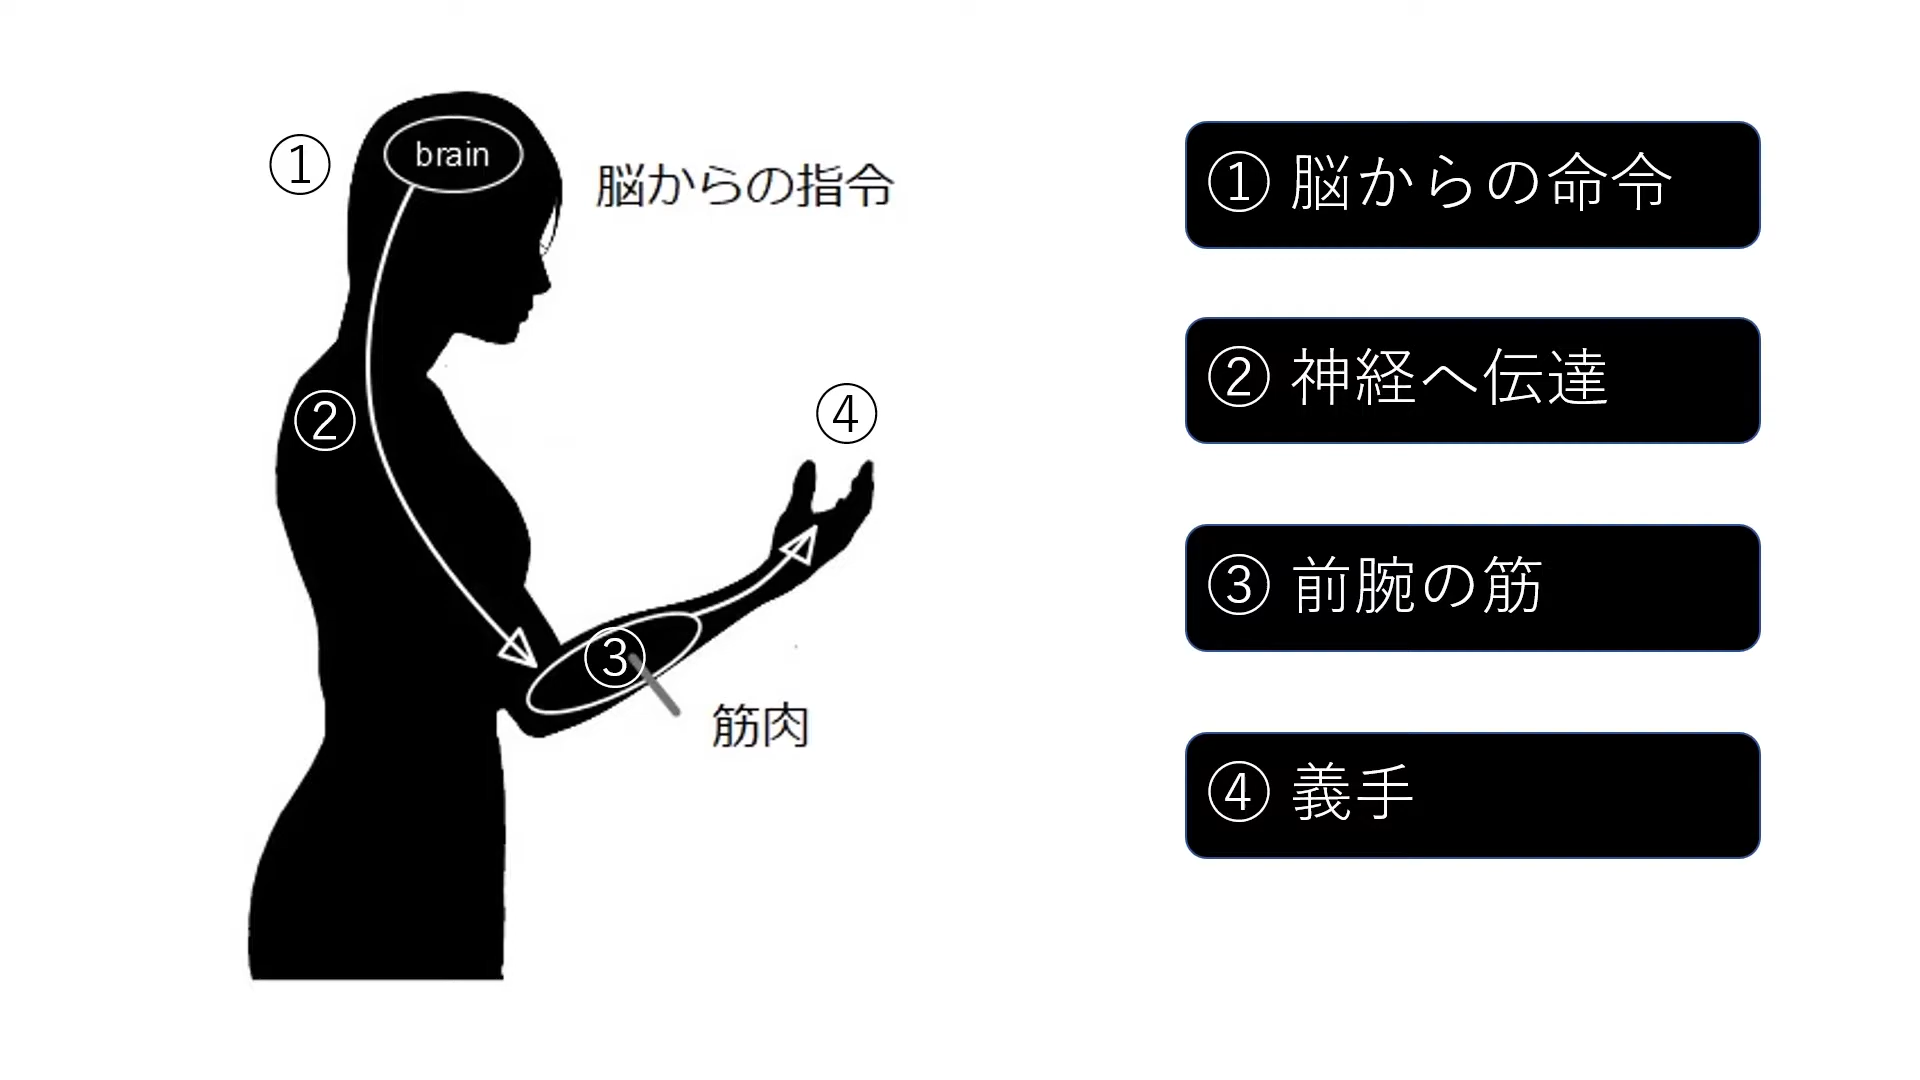 ①
brain
脳からの指令
②
④
③
筋肉
① 脳からの命令
② 神経へ伝達
③ 前腕の筋
④ 義手